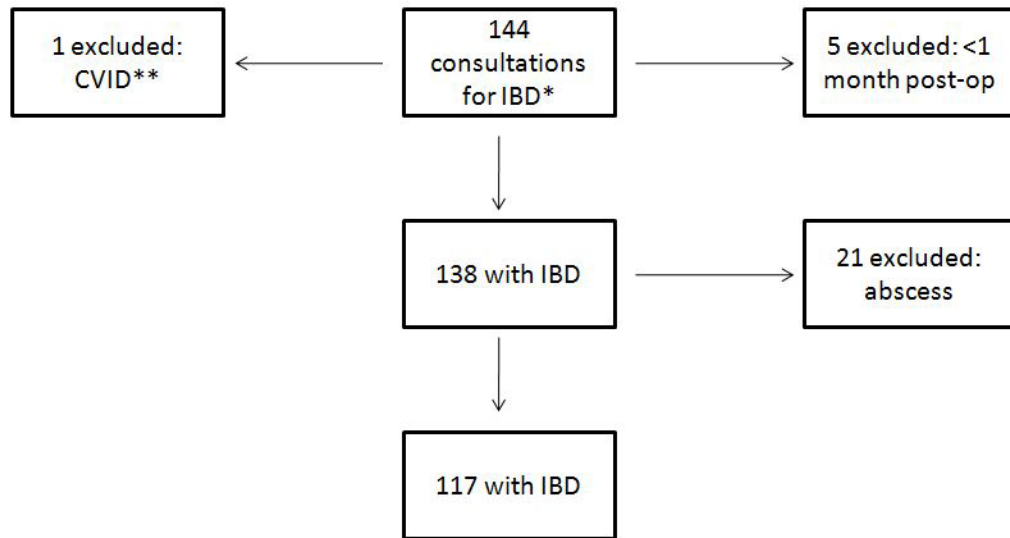 1 excluded:
CVID**
144
consultations
for IBD*
5 excluded: <1
month post-op
138 with IBD
21 excluded:
abscess
117 with IBD